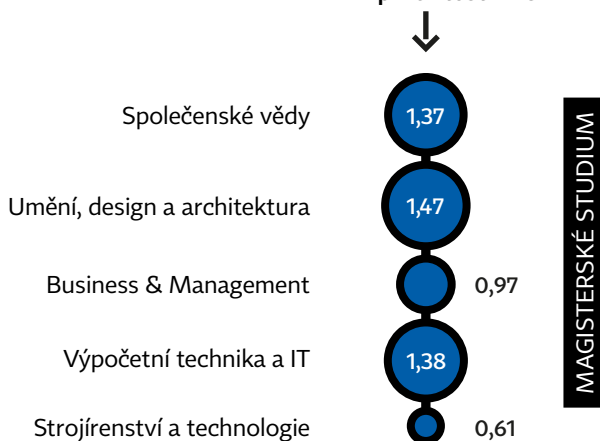 Společenské vědy
1,37
Umění, design a architektura
1,47
Business & Management
0,97
Výpočetní technika a IT
1,38
Strojírenství a technologie
0,61
MAGISTERSKÉ STUDIUM